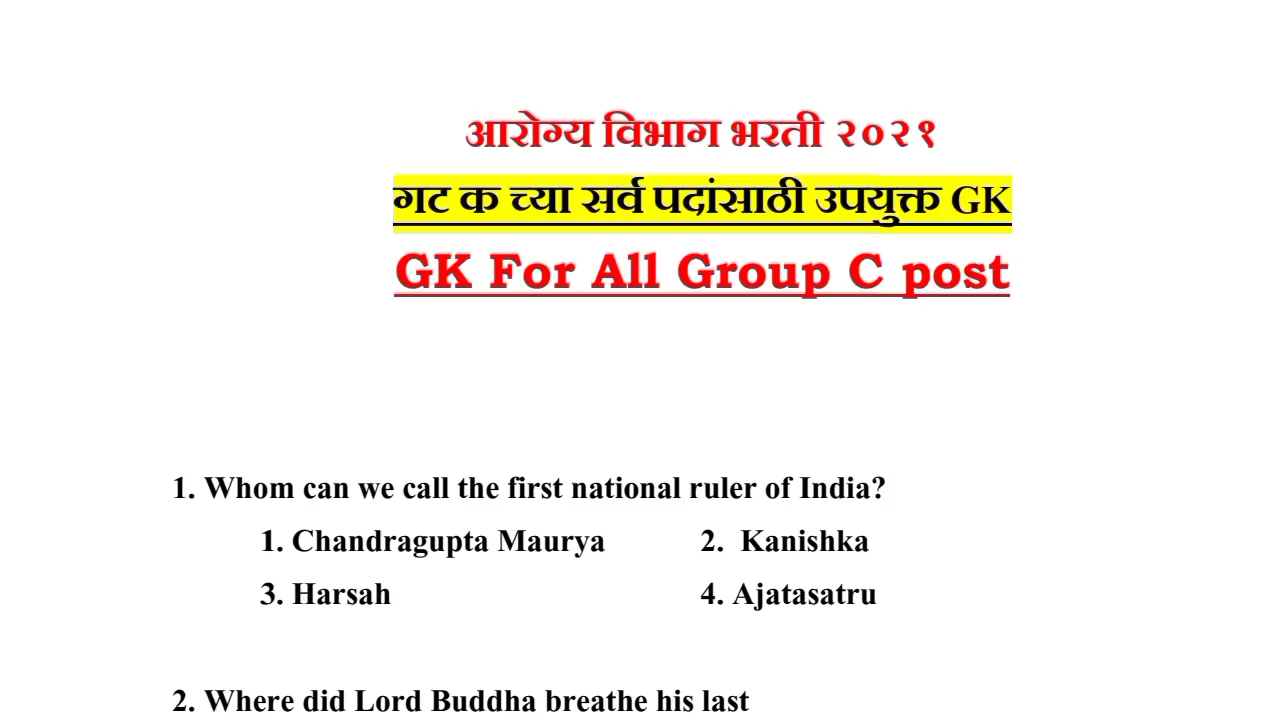 आरोग्य विभाग भरती २०२१
गट क च्या सर्व पदांसाठी उपयुक्त GK
GK For All Group C post
1. Whom can we call the first national ruler of India?
1. Chandragupta Maurya 2. Kanishka
3. Harsah 4. Ajatasatru
2. Where did Lord Buddha breathe his last